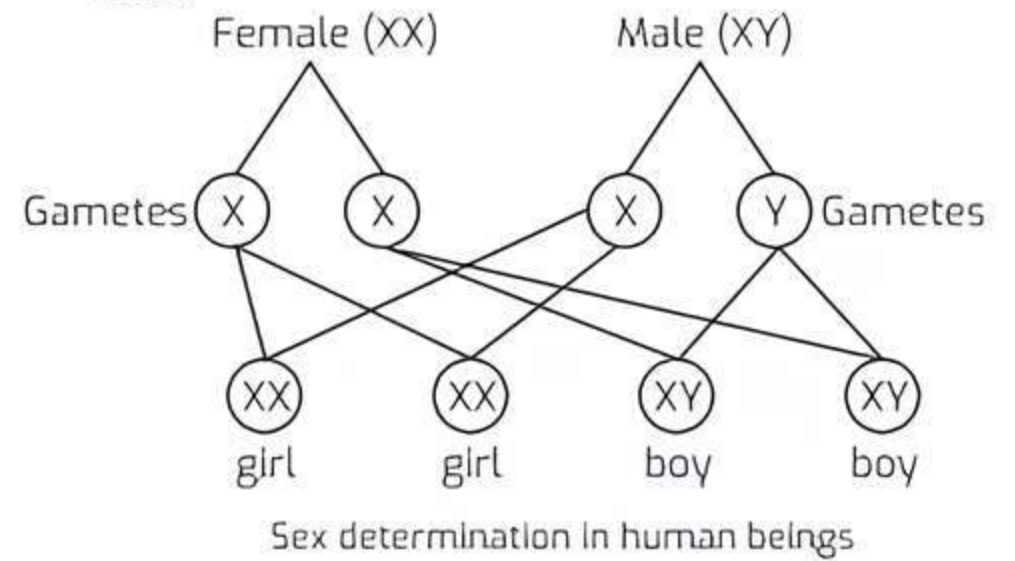 Female (XX) Male (XY)
Gametes X X X Y Gametes
XX XX XY XY
girl girl boy boy
Sex determination in human beings